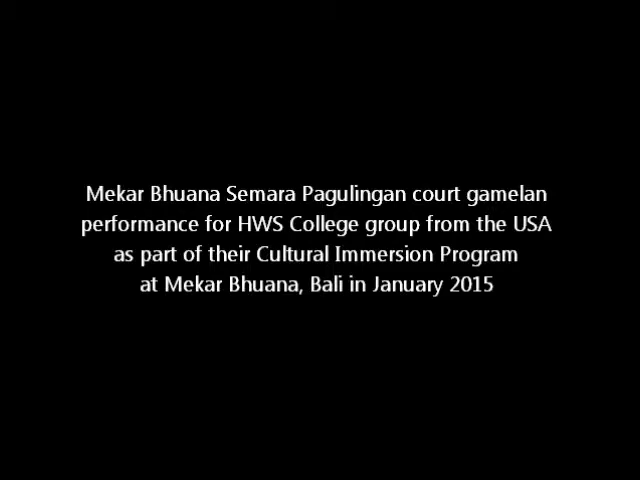 Mekar Bhuana Semara Pagulingan court gamelan
performance for HWS College group from the USA
as part of their Cultural Immersion Program
at Mekar Bhuana, Bali in January 2015